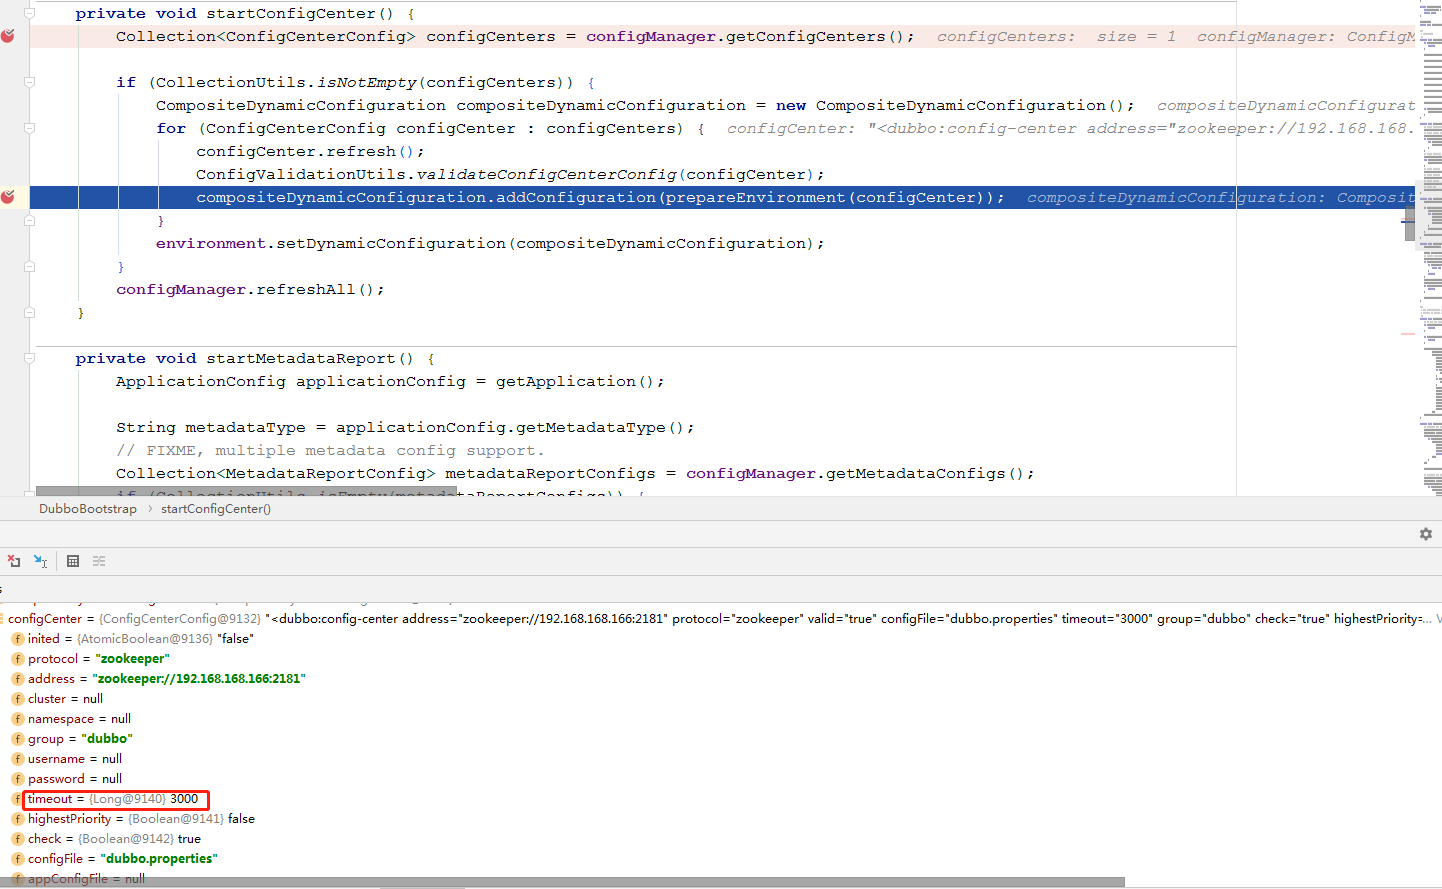 private void startConfigCenter() {
Collection<ConfigCenterConfig> configCenters = configManager.getConfigCenters(); configCenters: size = 1 configManager: ConfigM
if (CollectionUtils.isNotEmpty(configCenters)) {
CompositeDynamicConfiguration compositeDynamicConfiguration = new CompositeDynamicConfiguration(); compositeDynamicConfigurat
for (ConfigCenterConfig configCenter : configCenters) { configCenter: "<dubbo:config-center address="zookeeper://192.168.168.
configCenter.refresh();
ConfigValidationUtils.validateConfigCenterConfig(configCenter);
compositeDynamicConfiguration.addConfiguration(prepareEnvironment(configCenter)); compositeDynamicConfiguration: Composit
}
environment.setDynamicConfiguration(compositeDynamicConfiguration);
}
configManager.refreshAll();
}
private void startMetadataReport() {
ApplicationConfig applicationConfig = getApplication();
String metadataType = applicationConfig.getMetadataType();
// FIXME, multiple metadata config support.
Collection<MetadataReportConfig> metadataReportConfigs = configManager.getMetadataConfigs();
if (CollectionUtils.isEmpty(metadataReportConfigs)) {
DubboBootstrap › startConfigCenter()
s
configCenter = {ConfigCenterConfig@9132} "<dubbo:config-center address="zookeeper://192.168.168.166:2181" protocol="zookeeper" valid="true" configFile="dubbo.properties" timeout="3000" group="dubbo" check="true" highestPriority=... V
f inited = {AtomicBoolean@9136} "false"
f protocol = "zookeeper"
f address = "zookeeper://192.168.168.166:2181"
f cluster = null
f namespace = null
f group = "dubbo"
f username = null
f password = null
f timeout = {Long@9140} 3000
f highestPriority = {Boolean@9141} false
f check = {Boolean@9142} true
f configFile = "dubbo.properties"
f appConfigFile = null